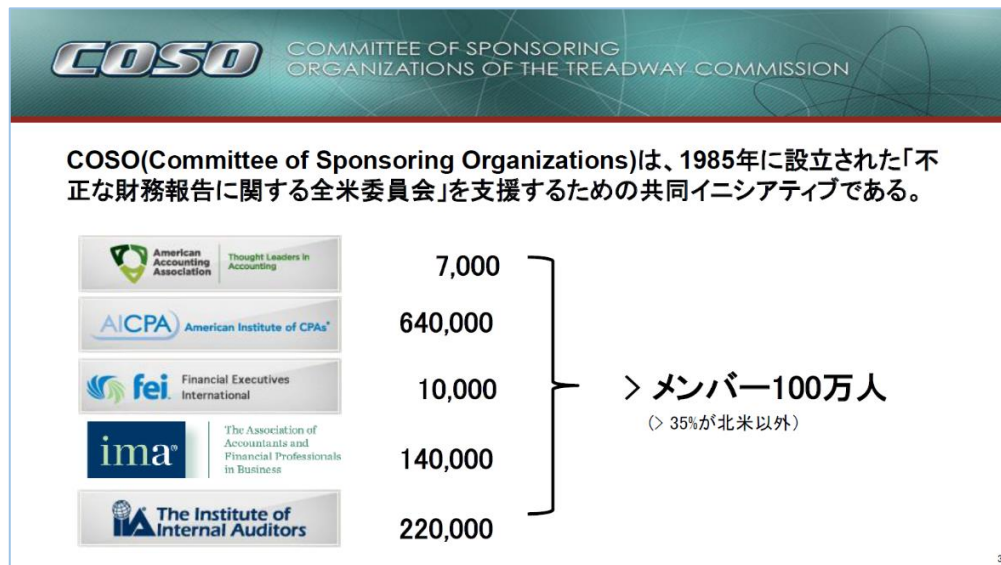 COSO
COMMITTEE OF SPONSORING
ORGANIZATIONS OF THE TREADWAY COMMISSION
COSO(Committee of Sponsoring Organizations)は、1985年に設立された「不
正な財務報告に関する全米委員会」を支援するための共同イニシアティブである。
American
Accounting
Association
Thought Leaders in
Accounting
7,000
AICPA American Institute of CPAs®
640,000
fei. Financial Executives
International
10,000
> メンバー100万人
(> 35%が北米以外)
ima®
The Association of
Accountants and
Financial Professionals
in Business
140,000
IIA The Institute of
Internal Auditors
220,000
3